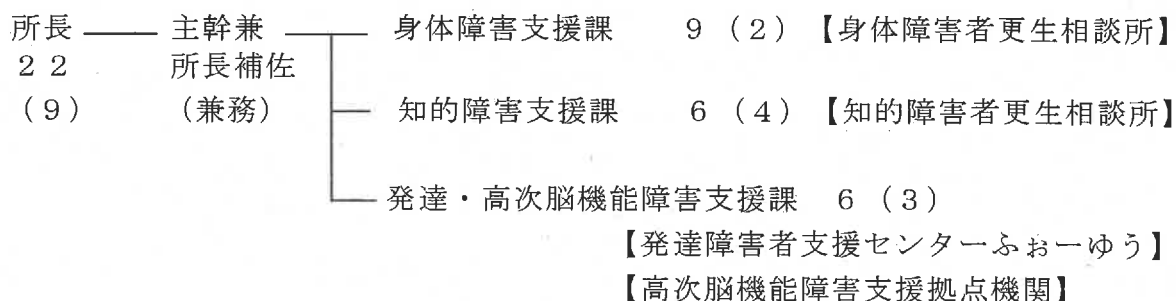 所長 主幹兼 身体障害支援課 9 (2) 【身体障害者更生相談所】
22 所長補佐
(9) (兼務) 知的障害支援課 6 (4) 【知的障害者更生相談所】
発達・高次脳機能障害支援課 6 (3)
【発達障害者支援センターふぉーゆう】
【高次脳機能障害支援拠点機関】